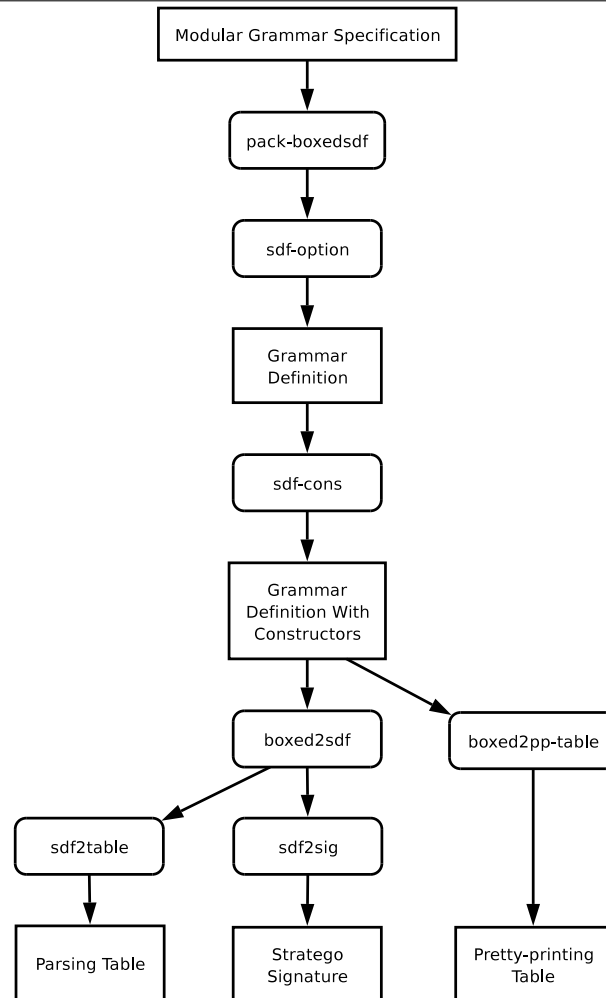 Modular Grammar Specification
pack-boxedsdf
sdf-option
Grammar
Definition
sdf-cons
Grammar
Definition With
Constructors
boxed2sdf
boxed2pp-table
sdf2table
sdf2sig
Parsing Table
Stratego
Signature
Pretty-printing
Table